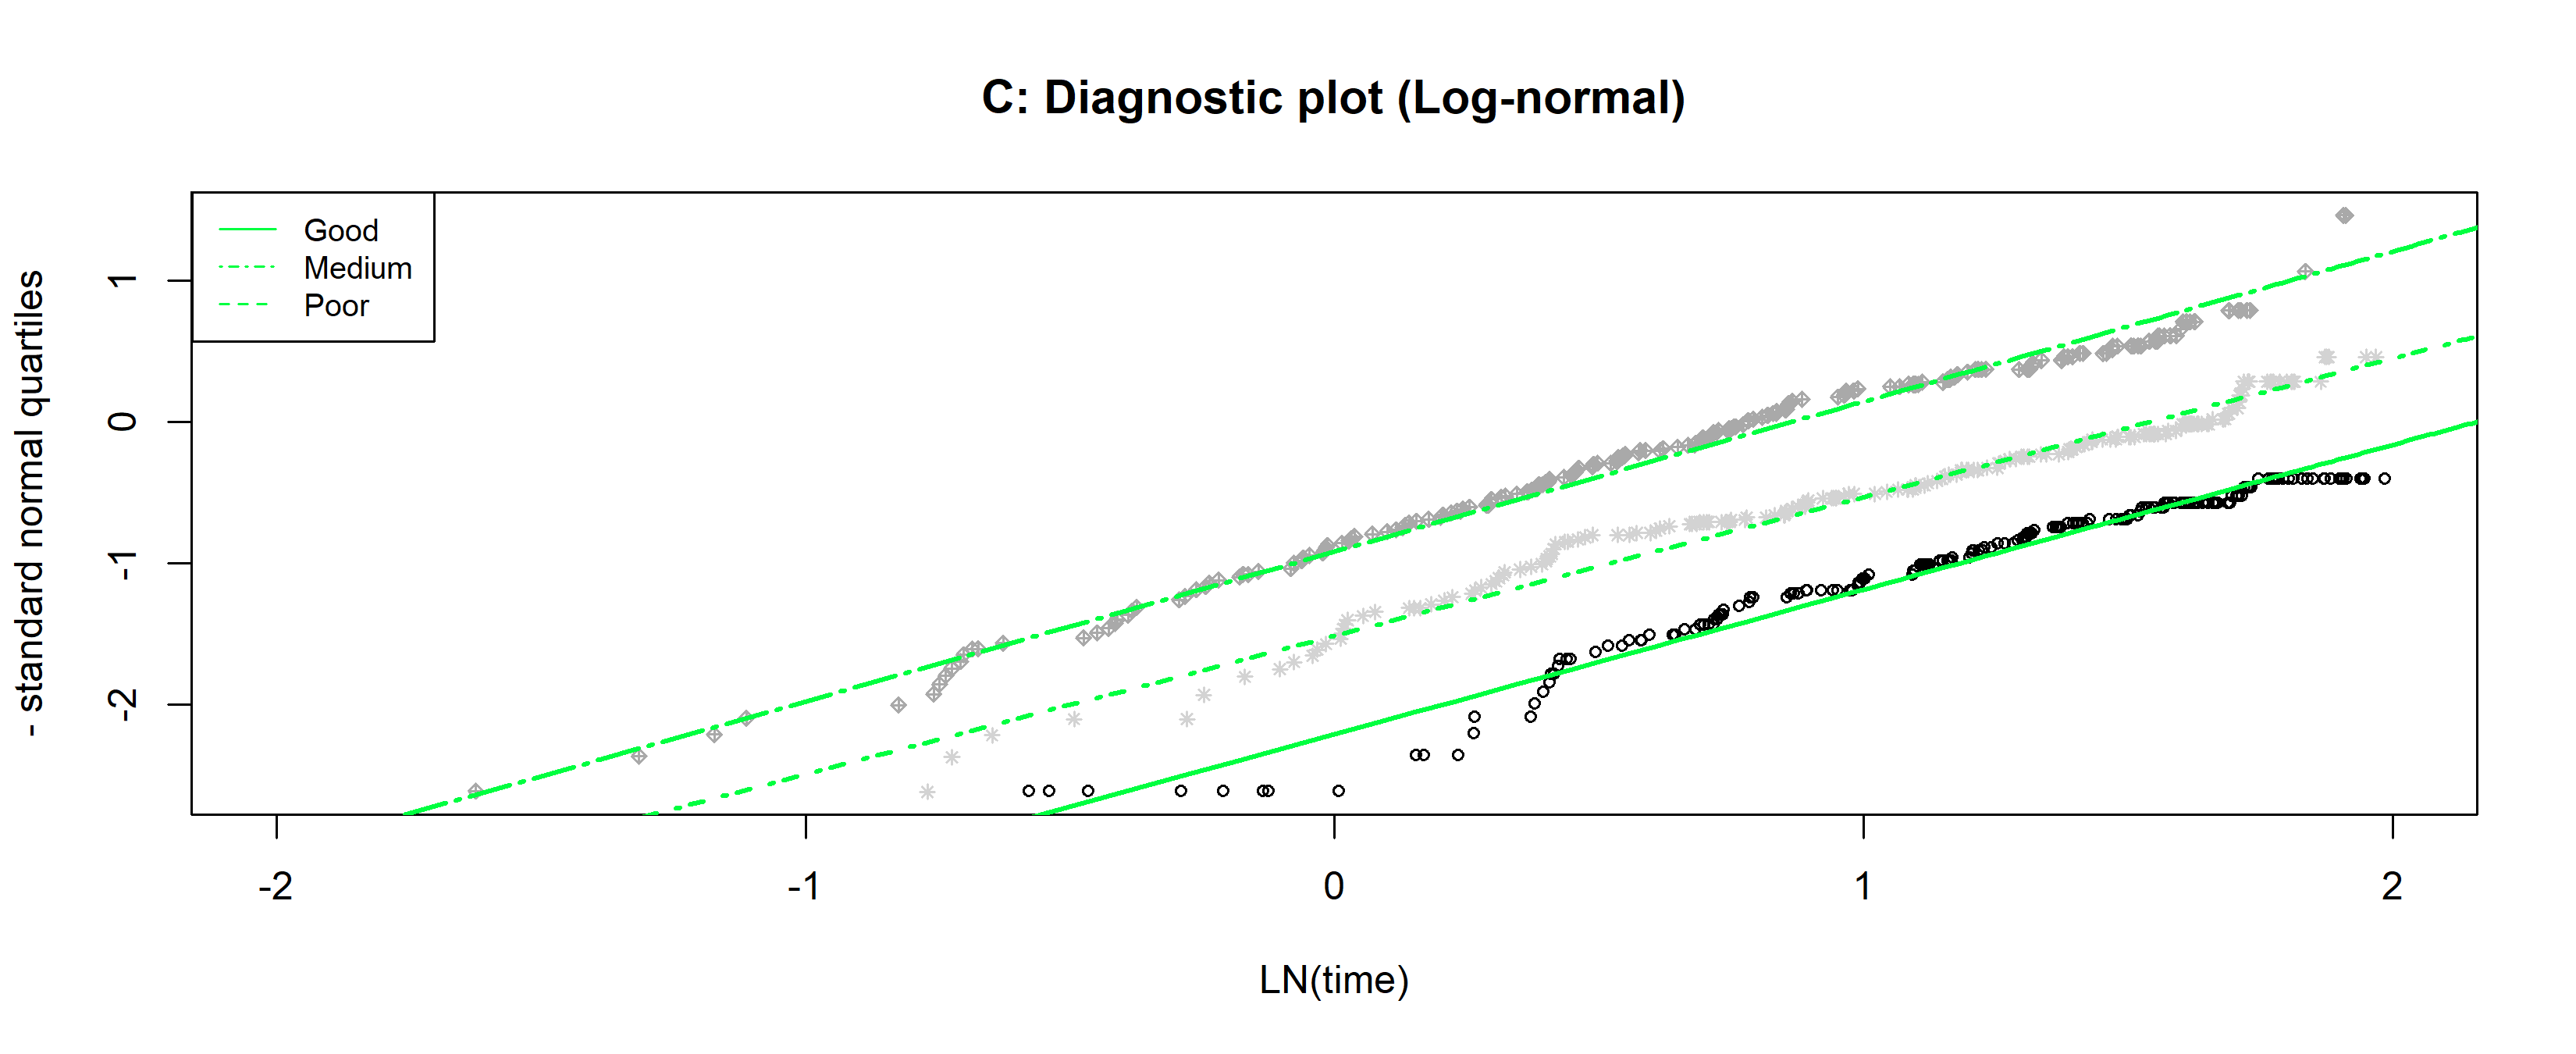 C: Diagnostic plot (Log-normal)
Good
Medium
Poor
- standard normal quartiles
1
0
-1
-2
-2 -1 0 1 2
LN(time)